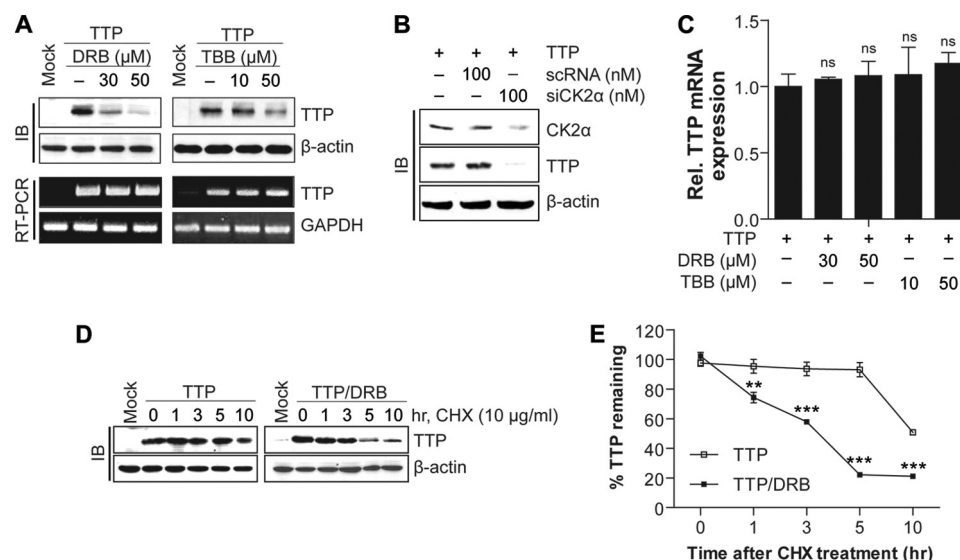 A
TTP
TTP
Mock
DRB (µM)
Mock
TBB (µM)
– 30 50
– 10 50
IB
TTP
β-actin
RT-PCR
TTP
GAPDH
B
+ + + TTP
– 100 – scRNA (nM)
– – 100 siCK2α (nM)
IB
CK2α
TTP
β-actin
C
Rel. TTP mRNA
expression
1.5
1.0
0.5
0.0
ns ns ns ns
TTP + + + + +
DRB (µM) – 30 50 – –
TBB (µM) – – – 10 50
D
Mock
TTP
Mock
TTP/DRB
0 1 3 5 10
0 1 3 5 10 hr, CHX (10 µg/ml)
IB
TTP
β-actin
E
% TTP remaining
120
100
80
60
40
20
0
** *** *** ***
TTP
TTP/DRB
0 1 3 5 10
Time after CHX treatment (hr)